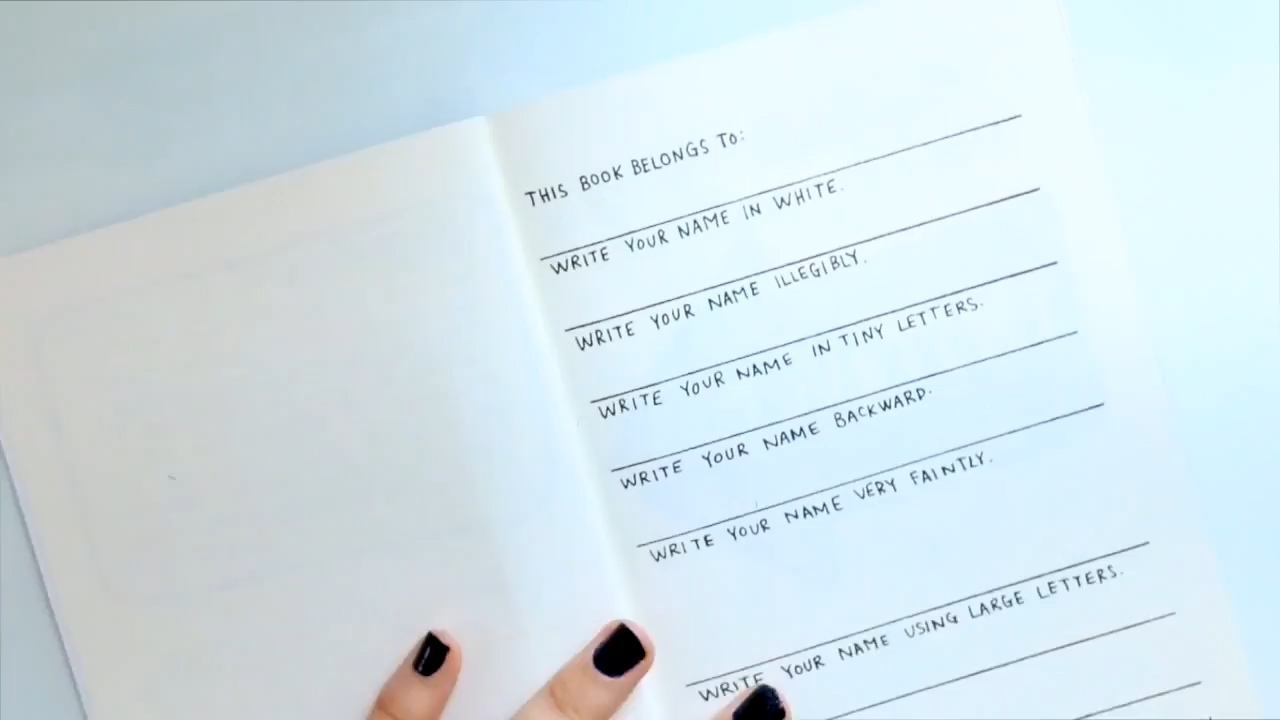 THIS BOOK BELONGS TO:
WRITE YOUR NAME IN WHITE.
WRITE YOUR NAME ILLEGIBLY.
WRITE YOUR NAME IN TINY LETTERS.
WRITE YOUR NAME BACKWARD.
WRITE YOUR NAME VERY FAINTLY.
WRITE YOUR NAME USING LARGE LETTERS.